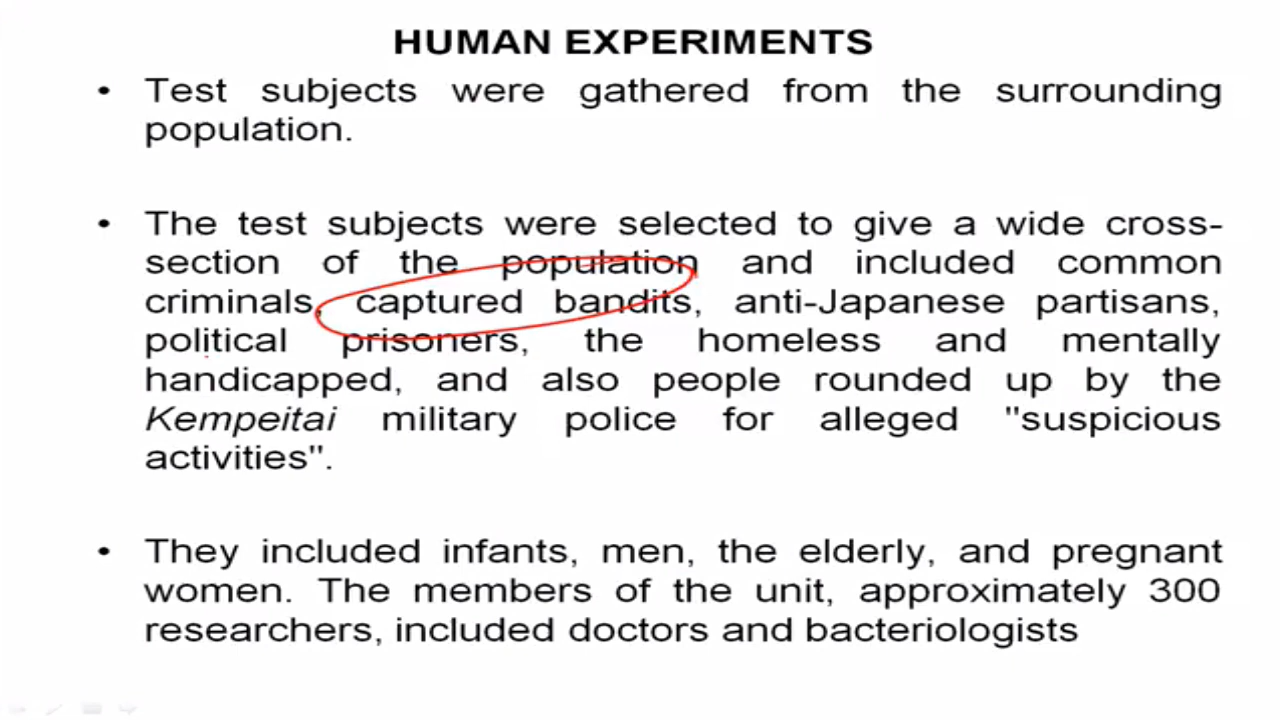 HUMAN EXPERIMENTS
• Test subjects were gathered from the surrounding
population.
• The test subjects were selected to give a wide cross-
section of the population and included common
criminals, captured bandits, anti-Japanese partisans,
political prisoners, the homeless and mentally
handicapped, and also people rounded up by the
Kempeitai military police for alleged "suspicious
activities".
• They included infants, men, the elderly, and pregnant
women. The members of the unit, approximately 300
researchers, included doctors and bacteriologists